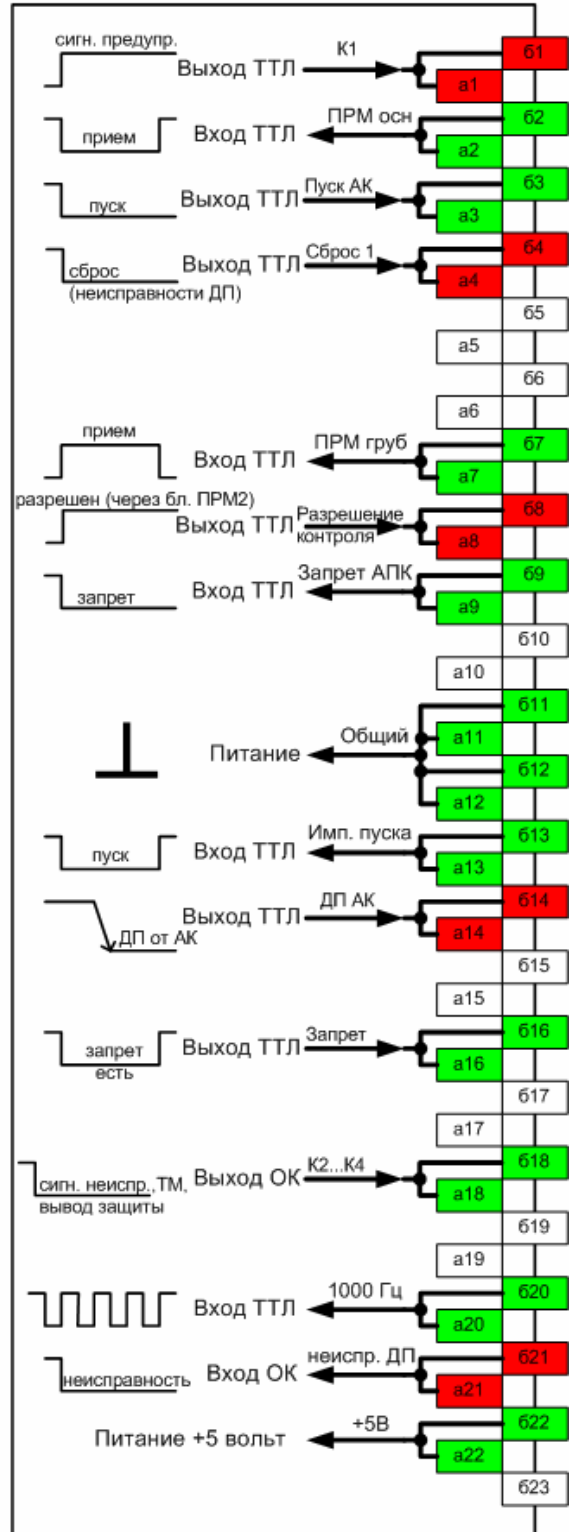 сигн. предупр.
Выход ТТЛ
К1
б1
а1
прием
Вход ТТЛ
ПРМ осн
б2
а2
пуск
Выход ТТЛ
Пуск АК
б3
а3
сброс
(неисправности ДП)
Выход ТТЛ
Сброс 1
б4
а4
б5
а5
б6
а6
прием
Вход ТТЛ
ПРМ груб
б7
а7
разрешен (через бл. ПРМ2)
Выход ТТЛ
Разрешение
контроля
б8
а8
запрет
Вход ТТЛ
Запрет АПК
б9
а9
б10
а10
Питание
Общий
б11
а11
б12
а12
пуск
Вход ТТЛ
Имп. пуска
б13
а13
ДП от АК
Выход ТТЛ
ДП АК
б14
а14
б15
а15
запрет
есть
Выход ТТЛ
Запрет
б16
а16
б17
а17
сигн. неиспр.,ТМ,
вывод защиты
Выход ОК
К2...К4
б18
а18
б19
а19
Вход ТТЛ
1000 Гц
б20
а20
неисправность
Вход ОК
неиспр. ДП
б21
а21
Питание +5 вольт
+5В
б22
а22
б23